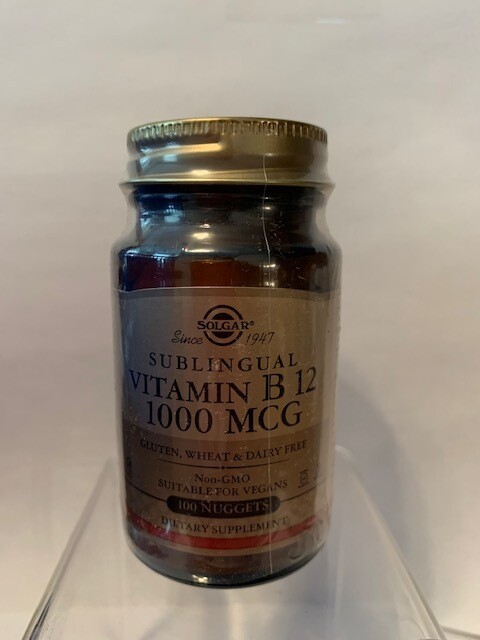 SOLGAR®
Since 1947
SUBLINGUAL
VITAMIN B 12
1000 MCG
GLUTEN, WHEAT & DAIRY FREE
Non-GMO
SUITABLE FOR VEGANS
100 NUGGETS
DIETARY SUPPLEMENT